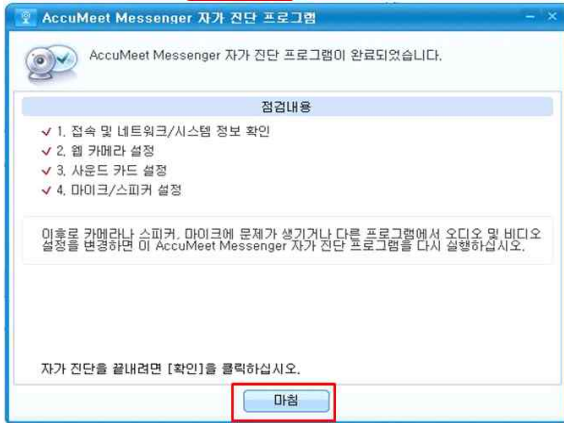 AccuMeet Messenger 자가 진단 프로그램
AccuMeet Messenger 자가 진단 프로그램이 완료되었습니다.
점검내용
1. 접속 및 네트워크/시스템 정보 확인
2. 웹 카메라 설정
3. 사운드 카드 설정
4. 마이크/스피커 설정
이후로 카메라나 스피커, 마이크에 문제가 생기거나 다른 프로그램에서 오디오 및 비디오
설정을 변경하면 이 AccuMeet Messenger 자가 진단 프로그램을 다시 실행하십시오.
자가 진단을 끝내려면 [확인]을 클릭하십시오.
마침